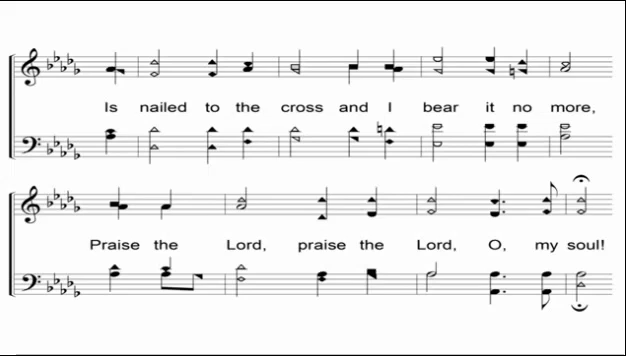 Is nailed to the cross and I bear it no more,
Praise the Lord, praise the Lord, O, my soul!